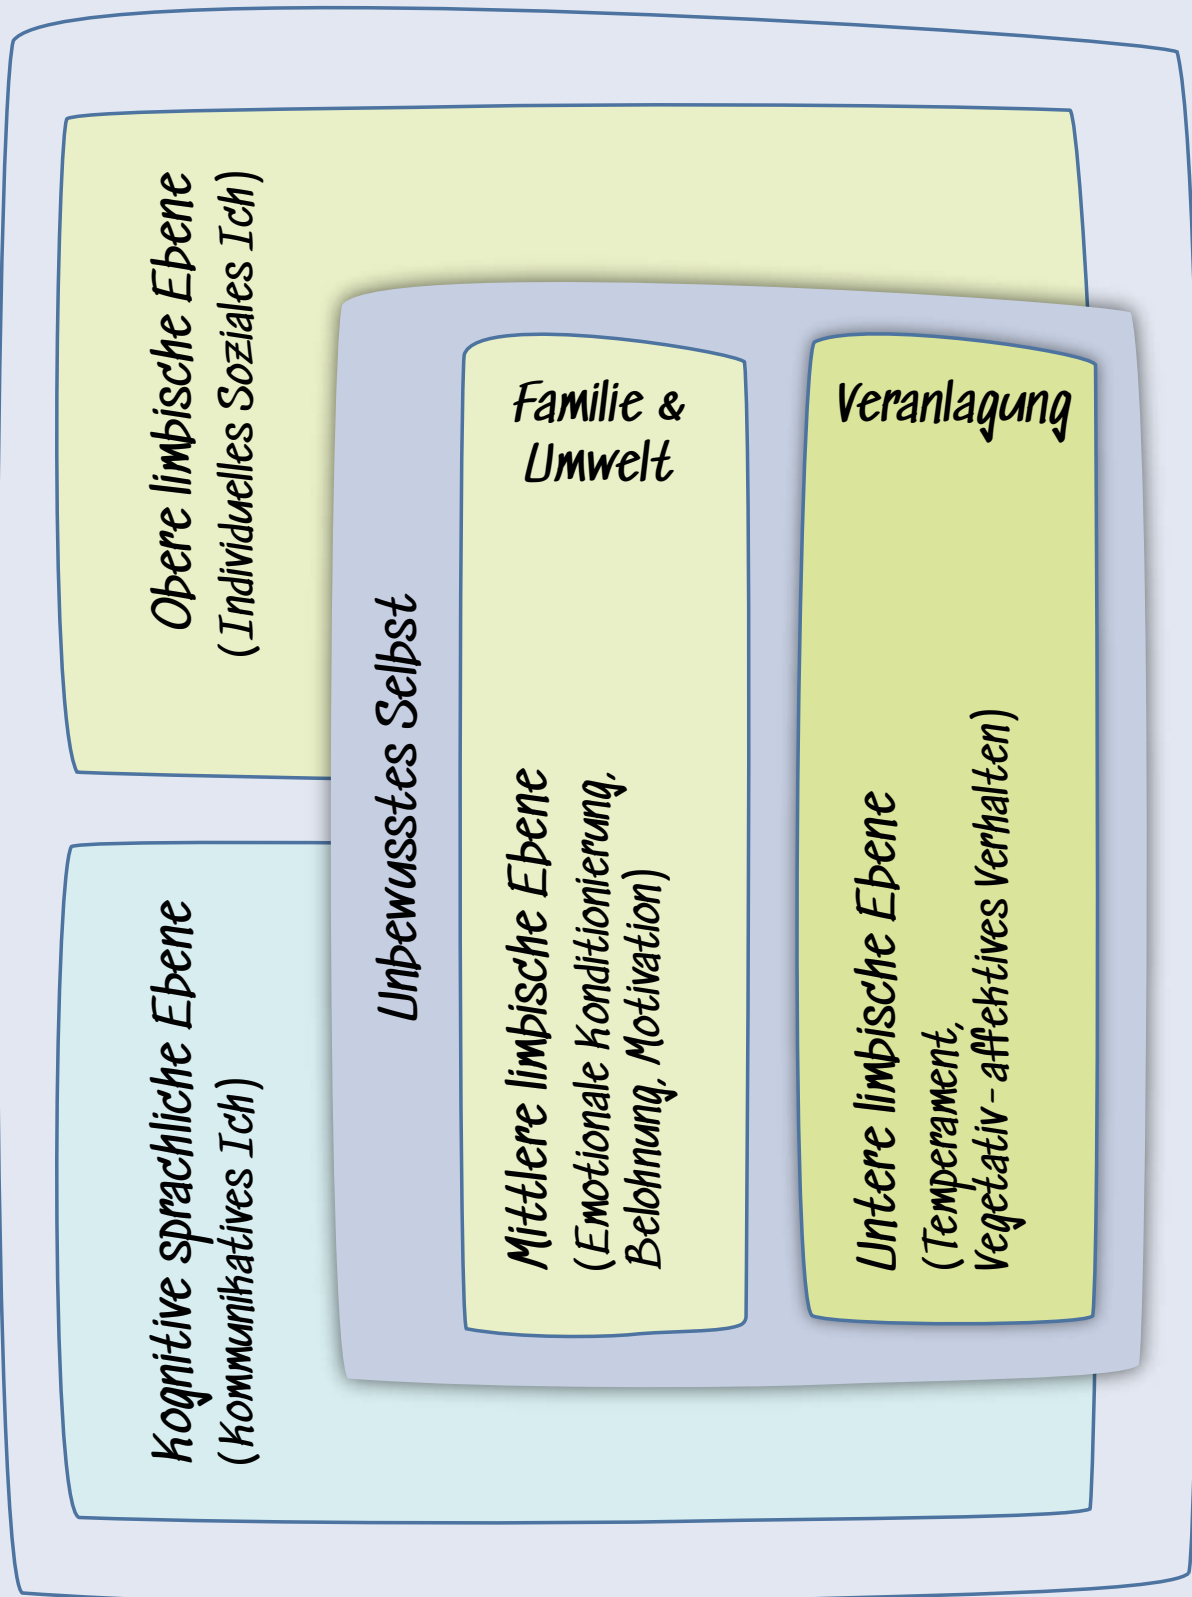 Obere limbische Ebene
(Individuelles Soziales Ich)
Kognitive sprachliche Ebene
(Kommunikatives Ich)
Unbewusstes Selbst
Familie &
Umwelt
Mittlere limbische Ebene
(Emotionale Konditionierung,
Belohnung, Motivation)
Veranlagung
Untere limbische Ebene
(Temperament,
Vegetativ-affektives Verhalten)